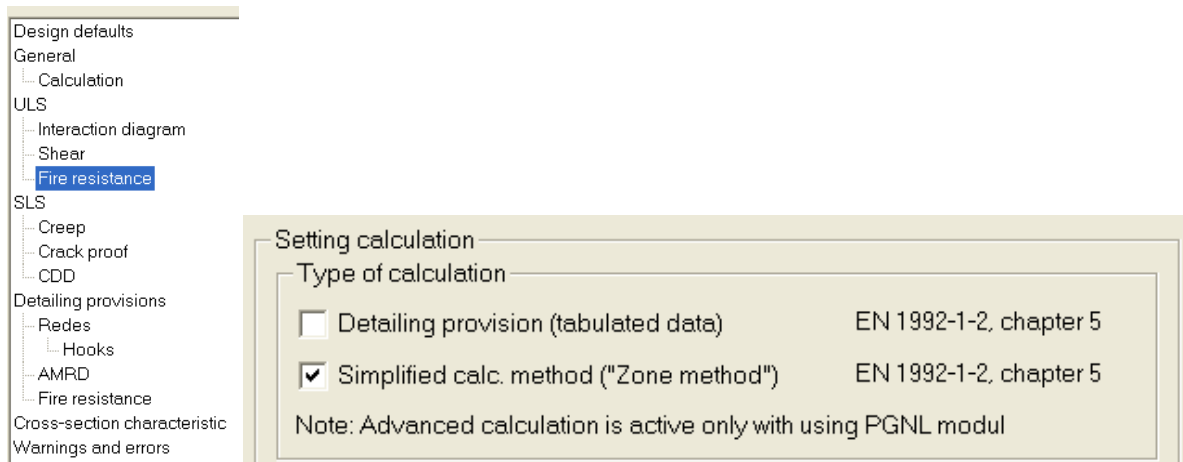 Design defaults
General
Calculation
ULS
Interaction diagram
Shear
Fire resistance
SLS
Creep
Crack proof
CDD
Detailing provisions
Redes
Hooks
AMRD
Fire resistance
Cross-section characteristic
Warnings and errors
Setting calculation
Type of calculation
Detailing provision (tabulated data) EN 1992-1-2, chapter 5
Simplified calc. method ("Zone method") EN 1992-1-2, chapter 5
Note: Advanced calculation is active only with using PGNL modul